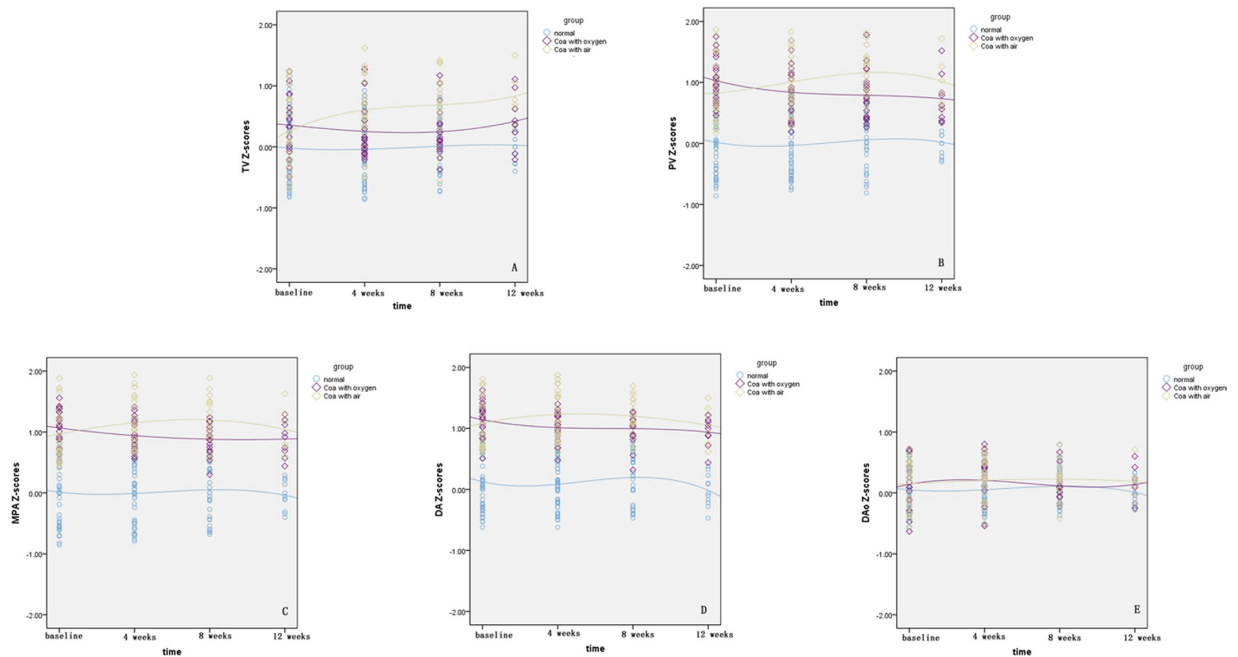 group
normal
Coa with oxygen
Coa with air
2.00
1.00
0.00
-1.00
-2.00
TV Z-scores
A
baseline
4 weeks
8 weeks
12 weeks
time
group
normal
Coa with oxygen
Coa with air
2.00
1.00
0.00
-1.00
-2.00
PV Z-scores
B
baseline
4 weeks
8 weeks
12 weeks
time
group
normal
Coa with oxygen
Coa with air
2.00
1.00
0.00
-1.00
-2.00
MPA Z-scores
C
baseline
4 weeks
8 weeks
12 weeks
time
group
normal
Coa with oxygen
Coa with air
2.00
1.00
0.00
-1.00
-2.00
DA Z-scores
D
baseline
4 weeks
8 weeks
12 weeks
time
group
normal
Coa with oxygen
Coa with air
2.00
1.00
0.00
-1.00
-2.00
DAo Z-scores
E
baseline
4 weeks
8 weeks
12 weeks
time